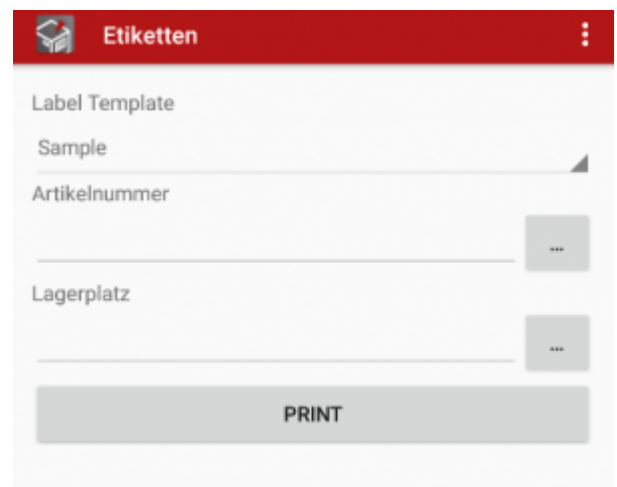 Etiketten
Label Template
Sample
Artikelnummer
...
Lagerplatz
...
PRINT